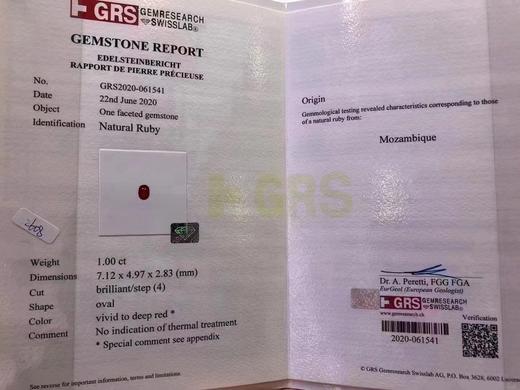 GRS GEMRESEARCH
SWISSLAB
GEMSTONE REPORT
EDELSTEINBERICHT
RAPPORT DE PIERRE PRÉCIEUSE
No. GRS2020-061541
Date 22nd June 2020
Object One faceted gemstone
Identification Natural Ruby
GRS
Weight 1.00 ct
Dimensions 7.12 x 4.97 x 2.83 (mm)
Cut brilliant/step (4)
Shape oval
Color vivid to deep red *
Comment No indication of thermal treatment
* Special comment see appendix
See reverse for important information, terms and limitations.
Origin
Gemmological testing revealed characteristics corresponding to those
of a natural ruby from:
Mozambique
Dr. A. Peretti, FGG FGA
EurGeol (European Geologist)
GRS GEMRESEARCH
SWISSLAB
www.gemresearch.ch
Verification
2020-061541
© GRS Gemresearch Swisslab AG, P.O. Box 3628, 6002 Lucerne